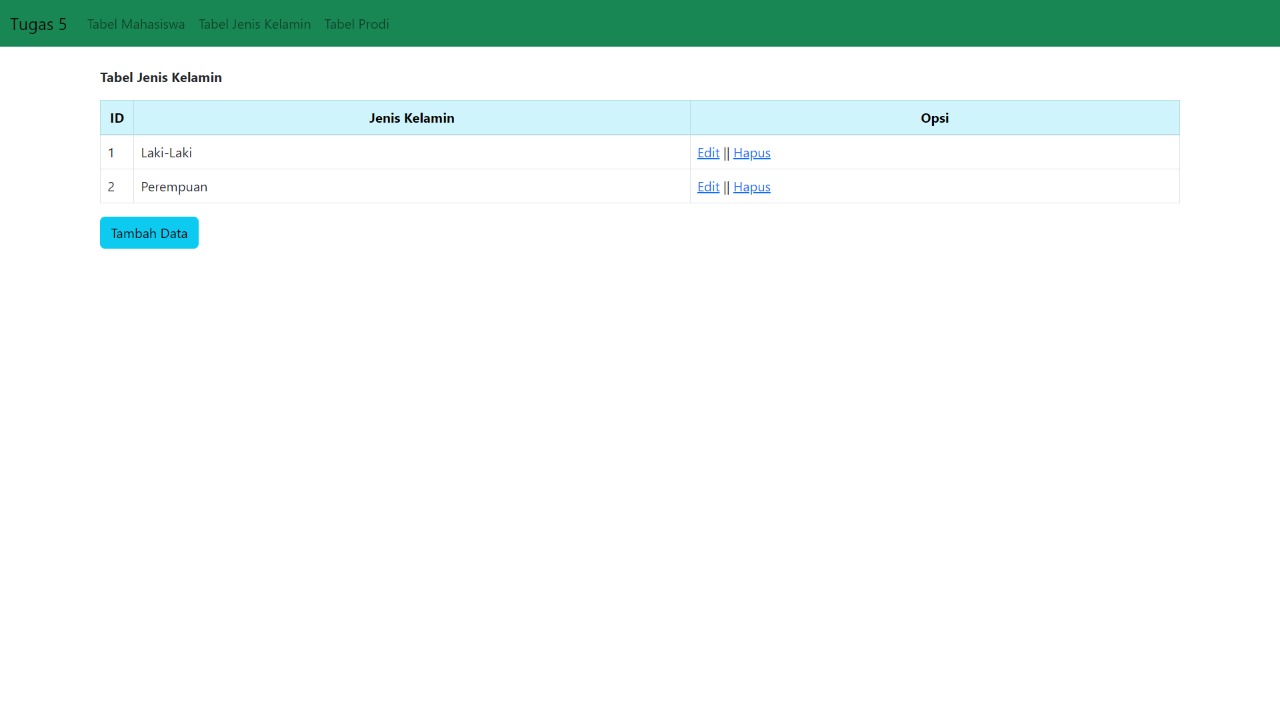 Tugas 5 Tabel Mahasiswa Tabel Jenis Kelamin Tabel Prodi
Tabel Jenis Kelamin
ID Jenis Kelamin Opsi
1 Laki-Laki Edit || Hapus
2 Perempuan Edit || Hapus
Tambah Data